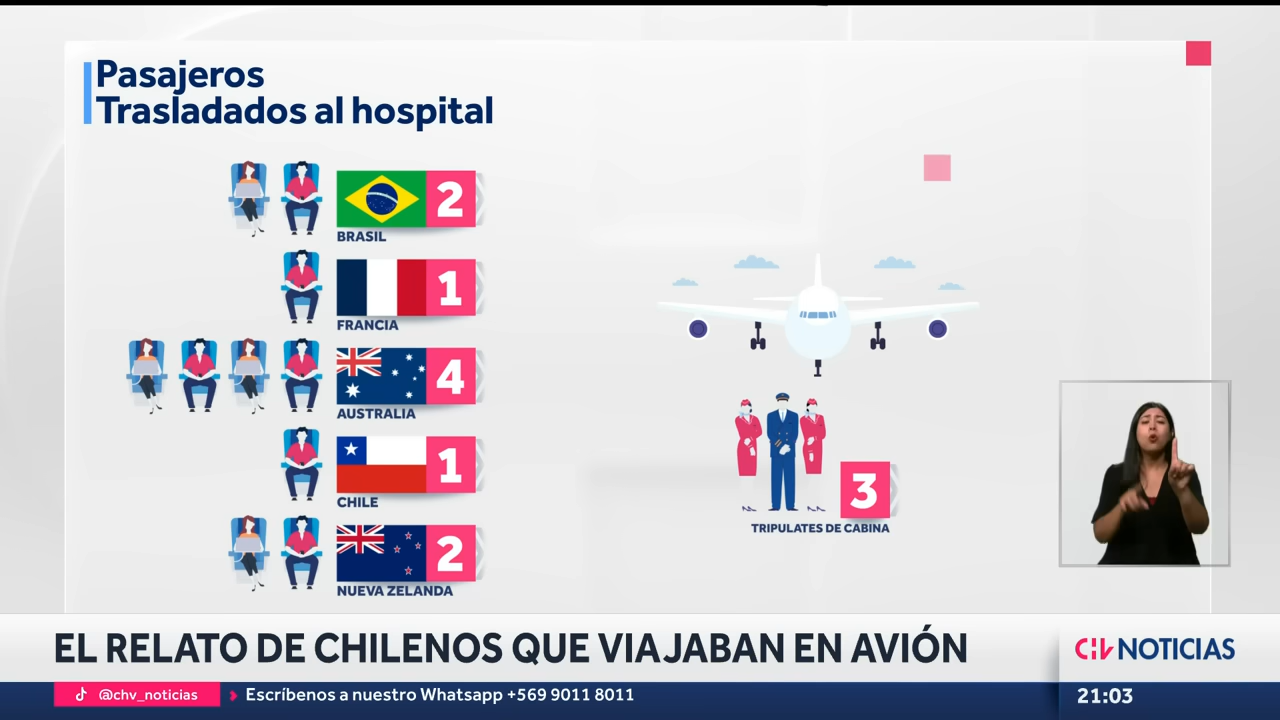 Pasajeros
Trasladados al hospital
2
BRASIL
1
FRANCIA
4
AUSTRALIA
1
CHILE
2
NUEVA ZELANDA
3
TRIPULATES DE CABINA
EL RELATO DE CHILENOS QUE VIAJABAN EN AVIÓN
CHV NOTICIAS
@chv_noticias
Escríbenos a nuestro Whatsapp +569 9011 8011
21:03